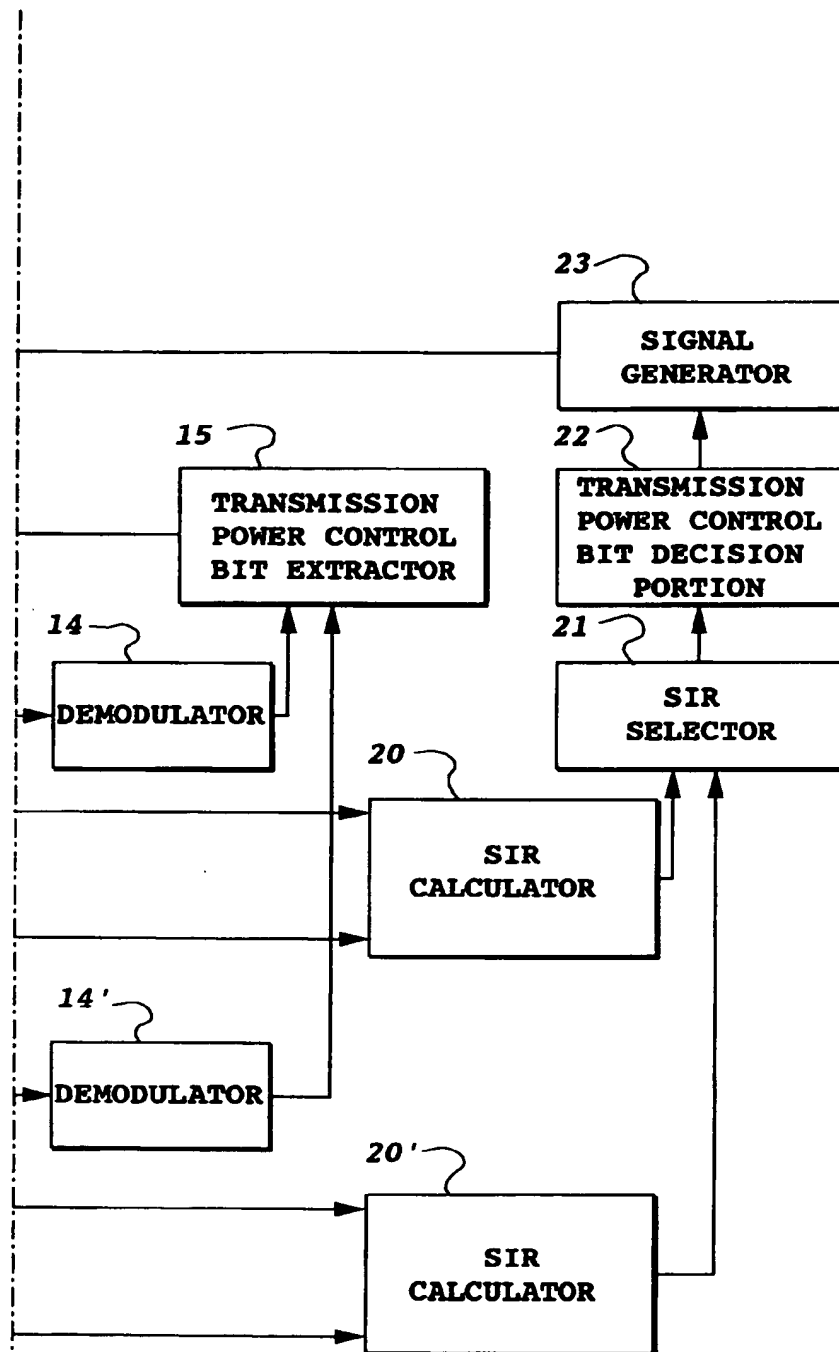 23
SIGNAL
GENERATOR
15
22
TRANSMISSION
POWER CONTROL
BIT EXTRACTOR
TRANSMISSION
POWER CONTROL
BIT DECISION
PORTION
14
21
DEMODULATOR
SIR
SELECTOR
20
SIR
CALCULATOR
14'
DEMODULATOR
20'
SIR
CALCULATOR